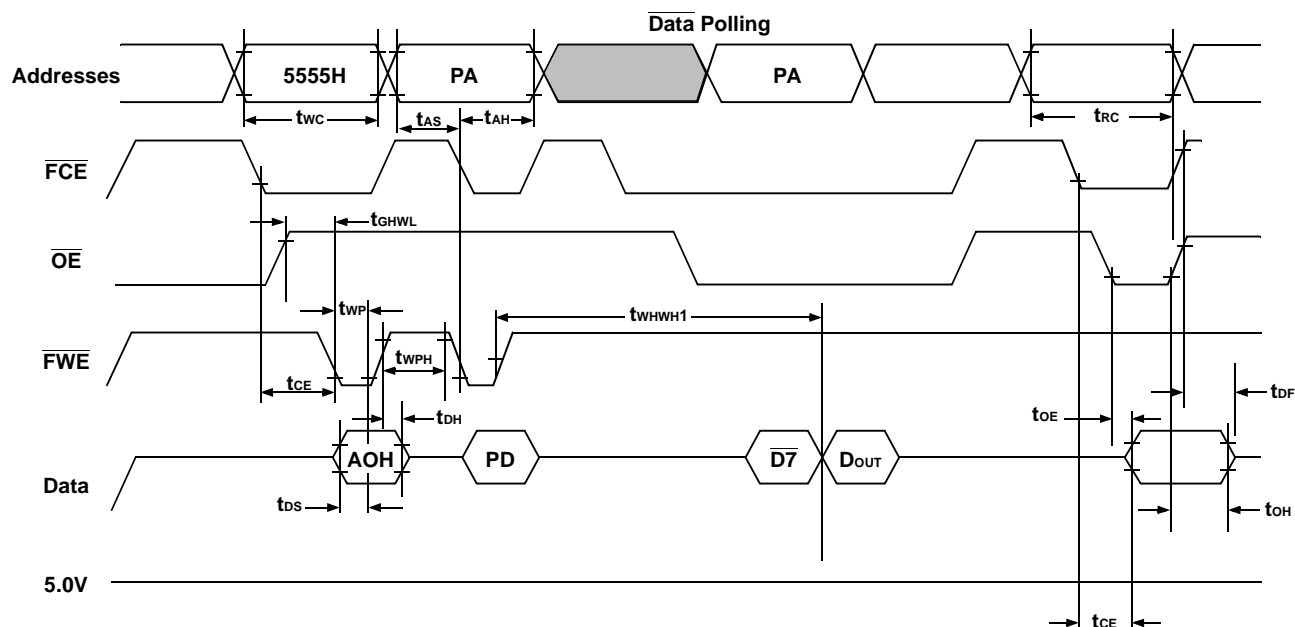 Data Polling
Addresses 5555H PA PA
tWC tAS tAH tRC
FCE
tGHWL
OE
tWP tWHWH1
FWE tWPH
tCE tDF
tDH tOE
AOH PD D7 DOUT
Data
tDS tOH
5.0V
tCE